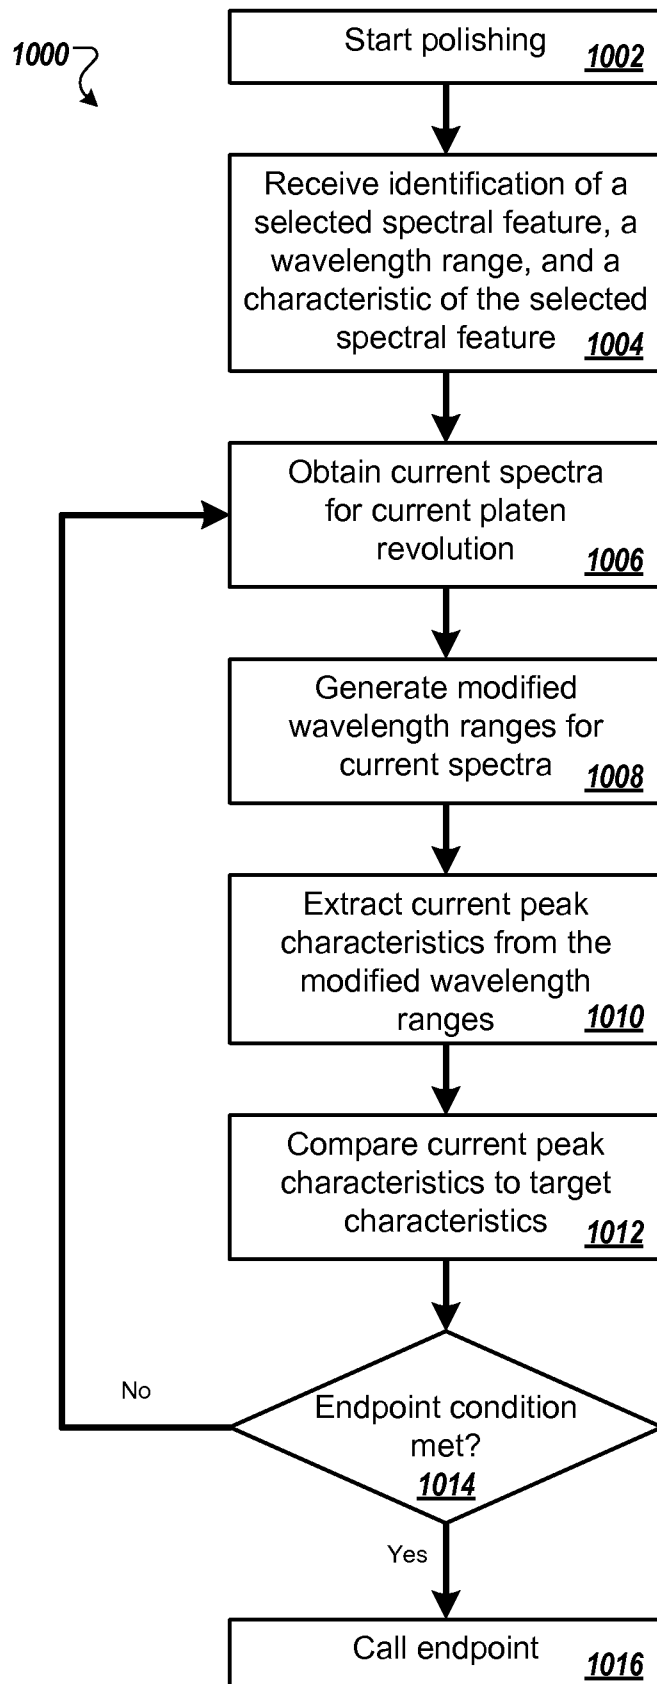 1000
Start polishing
1002
Receive identification of a
selected spectral feature, a
wavelength range, and a
characteristic of the selected
spectral feature
1004
Obtain current spectra
for current platen
revolution
1006
Generate modified
wavelength ranges for
current spectra
1008
Extract current peak
characteristics from the
modified wavelength
ranges
1010
Compare current peak
characteristics to target
characteristics
1012
No
Endpoint condition
met?
1014
Yes
Call endpoint
1016